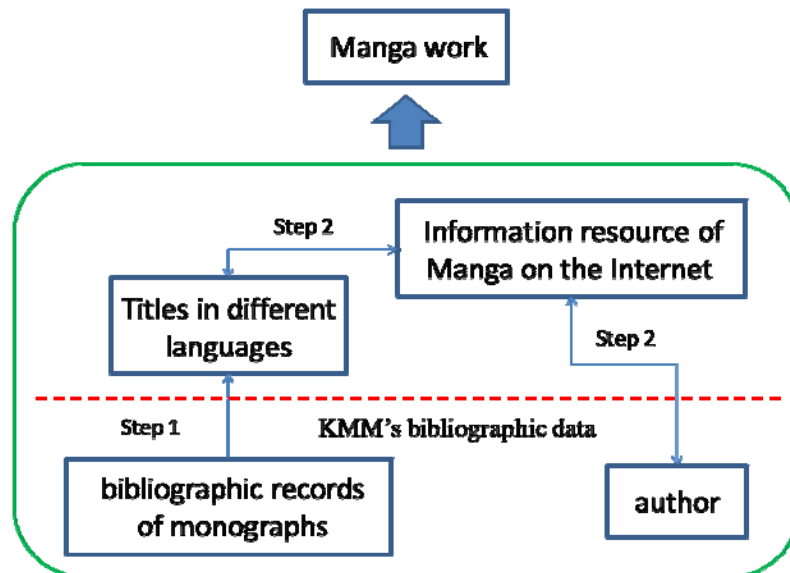 Manga work
Step 2
Information resource of
Manga on the Internet
Titles in different
languages
Step 2
Step 1
KMM's bibliographic data
bibliographic records
of monographs
author